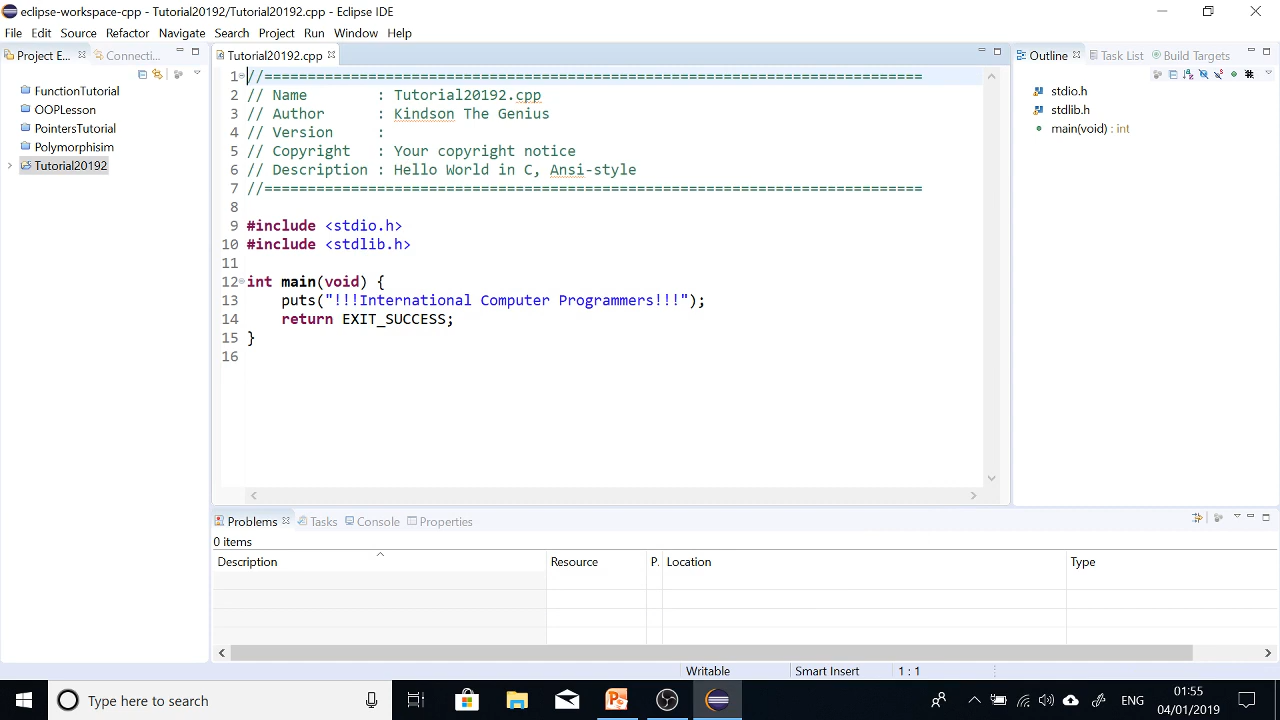 eclipse-workspace-cpp - Tutorial20192/Tutorial20192.cpp - Eclipse IDE
File Edit Source Refactor Navigate Search Project Run Window Help
Project E... Connecti...
FunctionTutorial
OOPLesson
PointersTutorial
Polymorphisim
Tutorial20192
Tutorial20192.cpp
1 //============================================================================
2 // Name        : Tutorial20192.cpp
3 // Author      : Kindson The Genius
4 // Version     :
5 // Copyright   : Your copyright notice
6 // Description : Hello World in C, Ansi-style
7 //============================================================================
8
9 #include <stdio.h>
10 #include <stdlib.h>
11
12 int main(void) {
13     puts("!!!International Computer Programmers!!!");
14     return EXIT_SUCCESS;
15 }
16
Outline Task List Build Targets
stdio.h
stdlib.h
main(void) : int
Problems Tasks Console Properties
0 items
Description Resource P. Location Type
Writable Smart Insert 1 : 1
Type here to search
ENG
01:55
04/01/2019